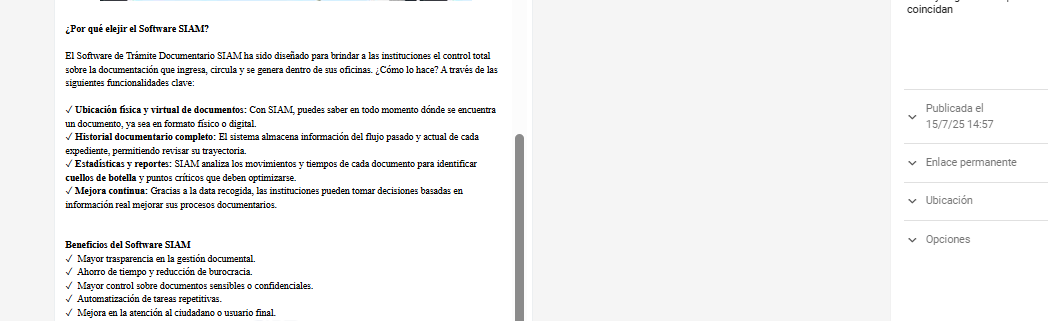 ¿Por qué elejir el Software SIAM?
El Software de Trámite Documentario SIAM ha sido diseñado para brindar a las instituciones el control total
sobre la documentación que ingresa, circula y se genera dentro de sus oficinas. ¿Cómo lo hace? A través de las
siguientes funcionalidades clave:
✓ Ubicación física y virtual de documentos: Con SIAM, puedes saber en todo momento dónde se encuentra
un documento, ya sea en formato físico o digital.
✓ Historial documentario completo: El sistema almacena información del flujo pasado y actual de cada
expediente, permitiendo revisar su trayectoria.
✓ Estadísticas y reportes: SIAM analiza los movimientos y tiempos de cada documento para identificar
cuellos de botella y puntos críticos que deben optimizarse.
✓ Mejora continua: Gracias a la data recogida, las instituciones pueden tomar decisiones basadas en
información real mejorar sus procesos documentarios.
Beneficios del Software SIAM
✓ Mayor trasparencia en la gestión documental.
✓ Ahorro de tiempo y reducción de burocracia.
✓ Mayor control sobre documentos sensibles o confidenciales.
✓ Automatización de tareas repetitivas.
✓ Mejora en la atención al ciudadano o usuario final.
coincidan
Publicada el
15/7/25 14:57
Enlace permanente
Ubicación
Opciones